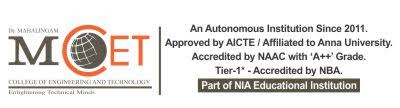 Dr. MAHALINGAM
MCET
COLLEGE OF ENGINEERING AND TECHNOLOGY
Enlightening Technical Minds
An Autonomous Institution Since 2011.
Approved by AICTE / Affiliated to Anna University.
Accredited by NAAC with ‘A++’ Grade.
Tier-1* - Accredited by NBA.
Part of NIA Educational Institution